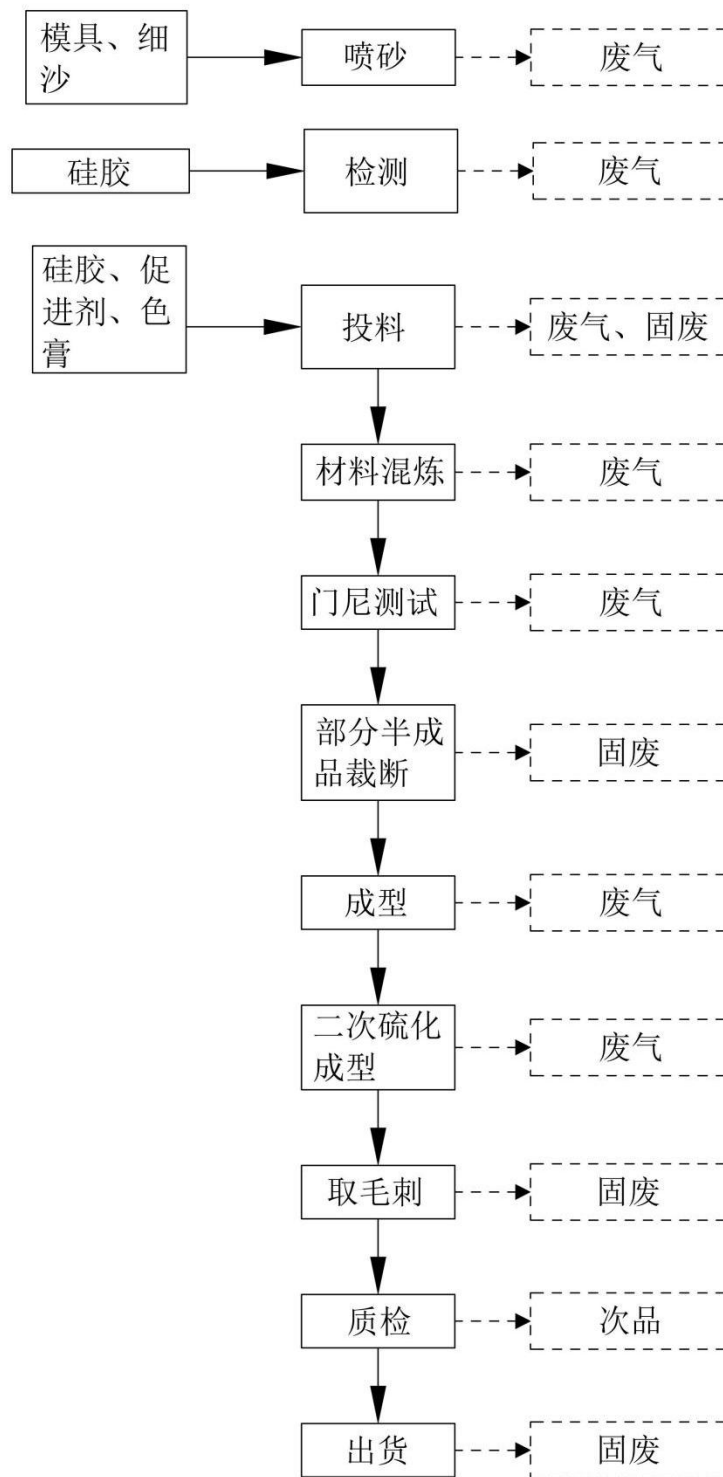 模具、细
沙
喷砂
废气
硅胶
检测
废气
硅胶、促
进剂、色
膏
投料
废气、固废
材料混炼
废气
门尼测试
废气
部分半成
品裁断
固废
成型
废气
二次硫化
成型
废气
取毛刺
固废
质检
次品
出货
固废